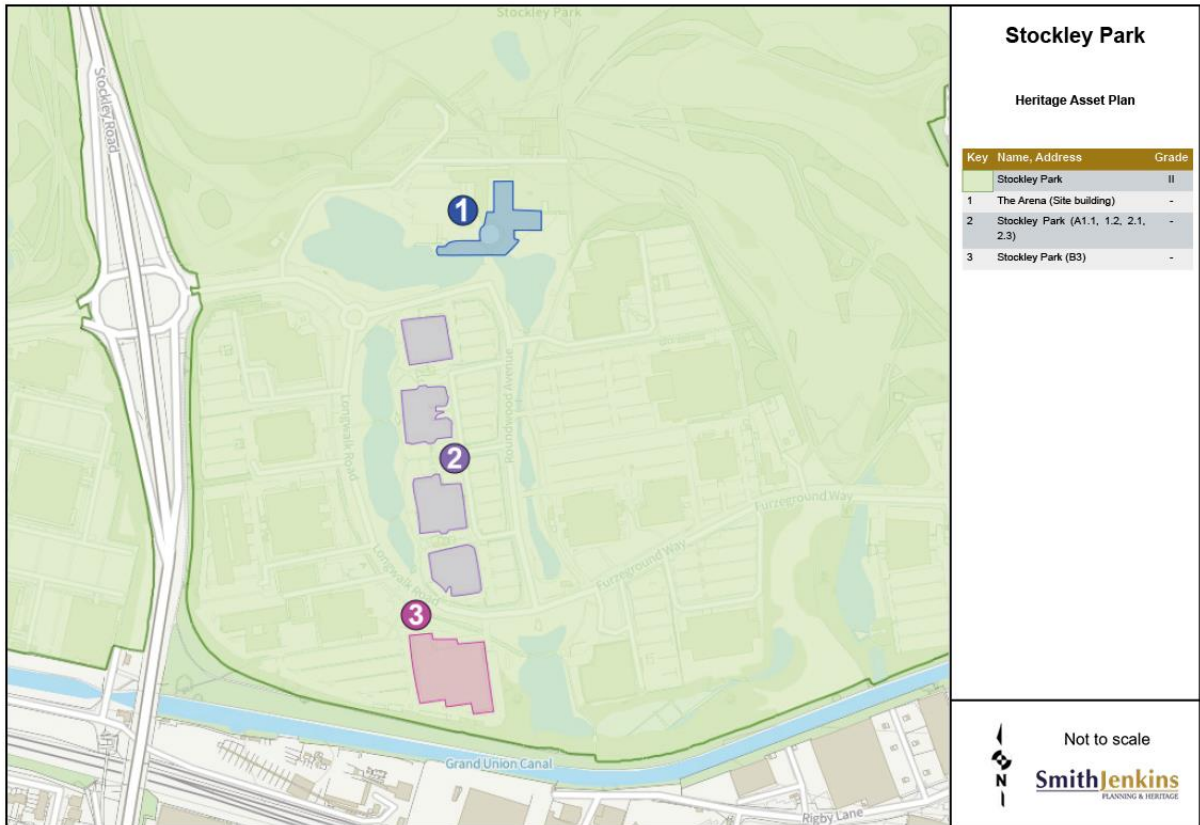 Stockley Park
Stockley Road
1
Longwalk Road
Roundwood Avenue
2
Furzeground Way
Furzeground Way
Longwalk Road
3
Grand Union Canal
Rigby Lane
Stockley Park
Heritage Asset Plan
Key Name, Address Grade
Stockley Park II
1 The Arena (Site building) -
2 Stockley Park (A1.1, 1.2, 2.1, -
2.3)
3 Stockley Park (B3) -
N
Not to scale
SmithJenkins
PLANNING & HERITAGE